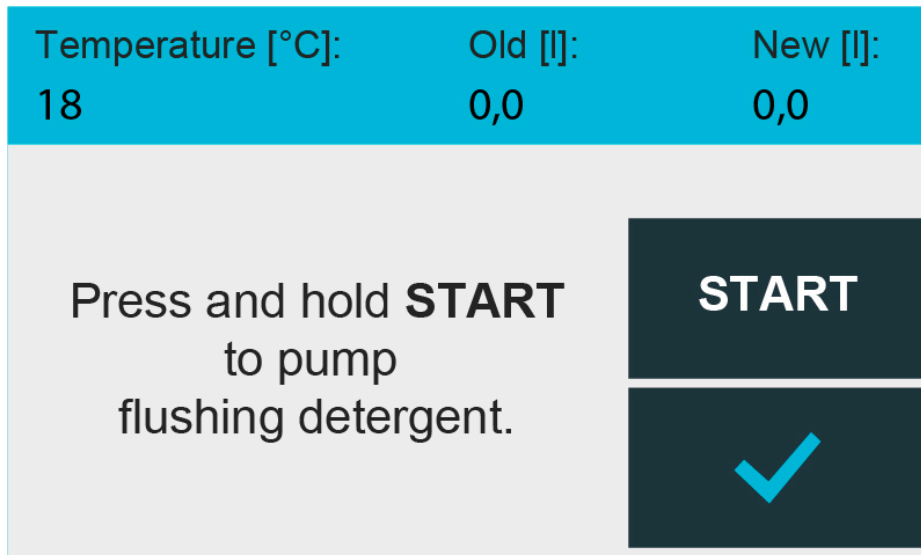 Temperature [°C]: Old [l]: New [l]:
18 0,0 0,0
Press and hold START
to pump
flushing detergent.
START